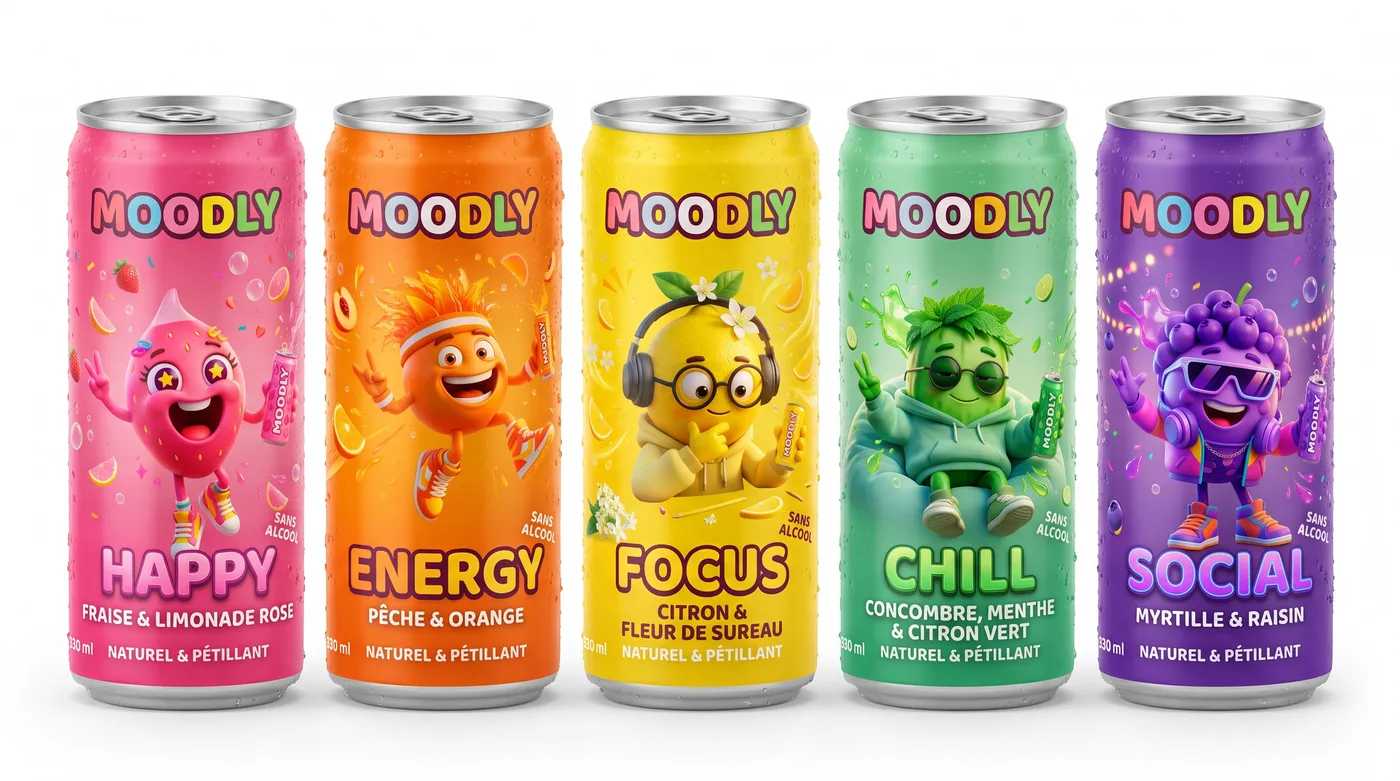 MOODLY
MOODLY
SANS
ALCOOL
HAPPY
FRAISE & LIMONADE ROSE
330 ml
NATUREL & PÉTILLANT
MOODLY
MOODLY
SANS
ALCOOL
ENERGY
PÊCHE & ORANGE
330 ml
NATUREL & PÉTILLANT
MOODLY
MOODLY
SANS
ALCOOL
FOCUS
CITRON &
FLEUR DE SUREAU
330 ml
NATUREL & PÉTILLANT
MOODLY
MOODLY
SANS
ALCOOL
CHILL
CONCOMBRE, MENTHE
& CITRON VERT
330 ml
NATUREL & PÉTILLANT
MOODLY
MOODLY
SANS
ALCOOL
SOCIAL
MYRTILLE & RAISIN
330 ml
NATUREL & PÉTILLANT